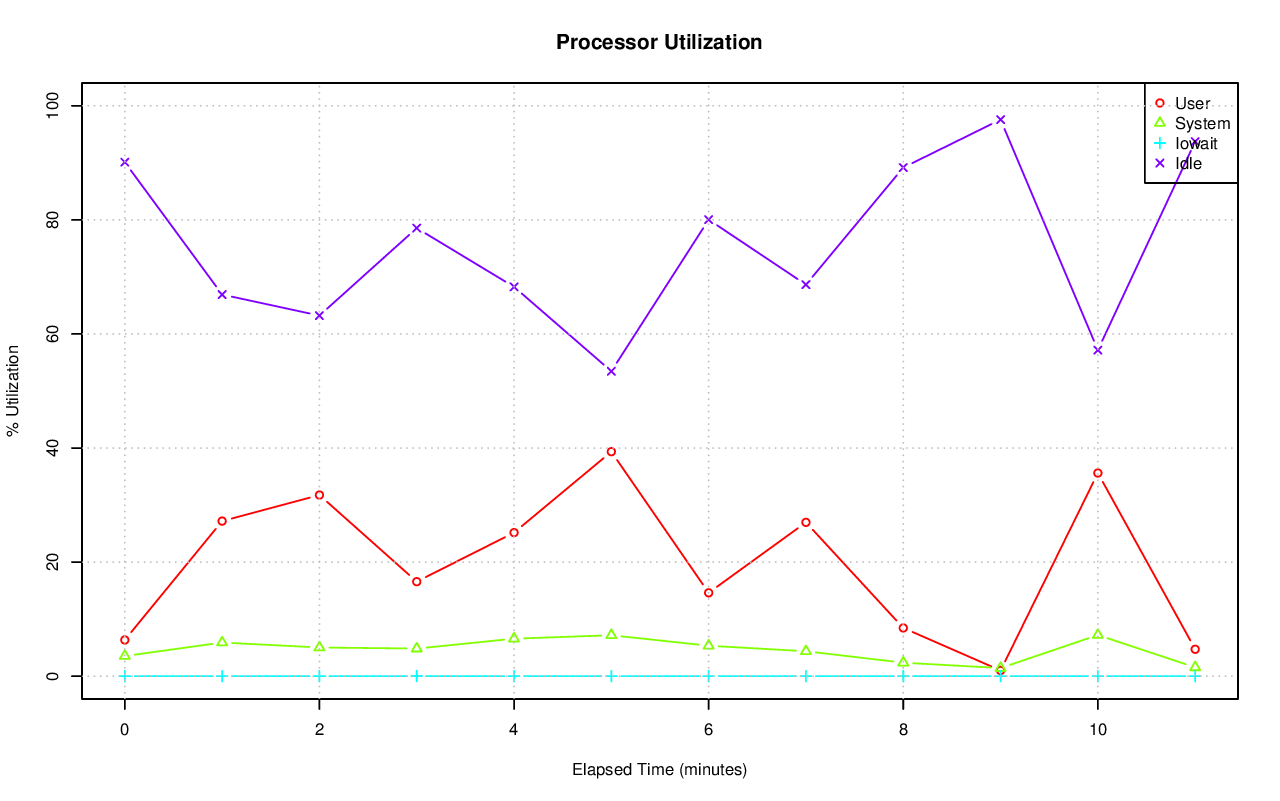 Processor Utilization
% Utilization
100
80
60
40
20
0
User
System
Iowait
Idle
0 2 4 6 8 10
Elapsed Time (minutes)